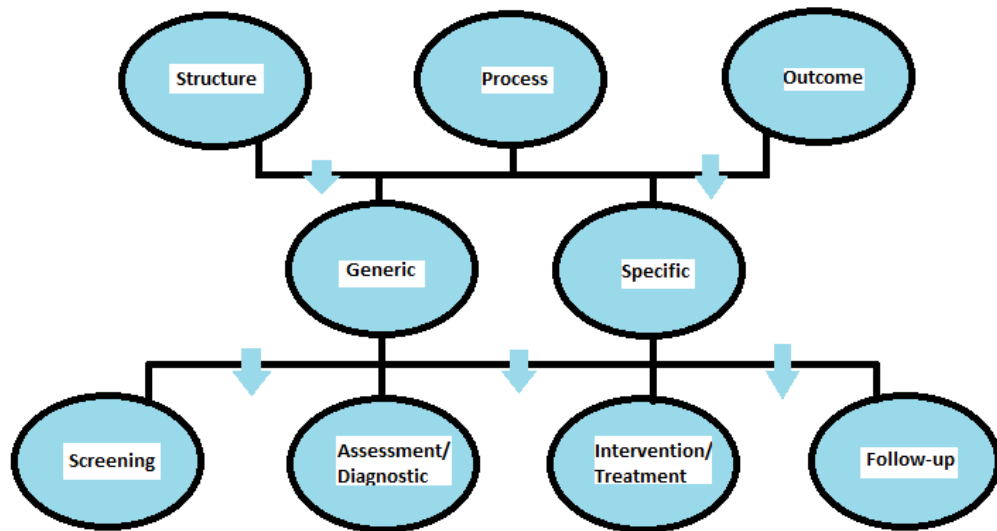 Structure
Process
Outcome
Generic
Specific
Screening
Assessment/
Diagnostic
Intervention/
Treatment
Follow-up